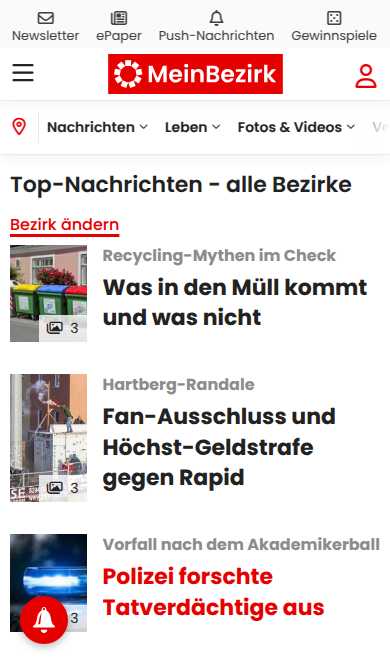 Newsletter
ePaper
Push-Nachrichten
Gewinnspiele
MeinBezirk
Nachrichten
Leben
Fotos & Videos
Top-Nachrichten - alle Bezirke
Bezirk ändern
Recycling-Mythen im Check
Was in den Müll kommt
und was nicht
3
Hartberg-Randale
Fan-Ausschluss und
Höchst-Geldstrafe
gegen Rapid
3
Vorfall nach dem Akademikerball
Polizei forschte
Tatverdächtige aus
3